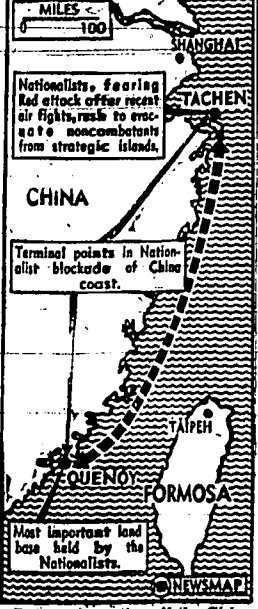 MILES
0 100
SHANGHAI
Nationalists, fearing
Red attack after recent
air fights, rush to evac-
uate noncombatants
from strategic islands.
TACHEN
CHINA
Terminal points in Nation-
alist blockade of China
coast.
TAIPEH
QUEMOY
FORMOSA
Most important land
base held by the
Nationalists.
NEWSMAP